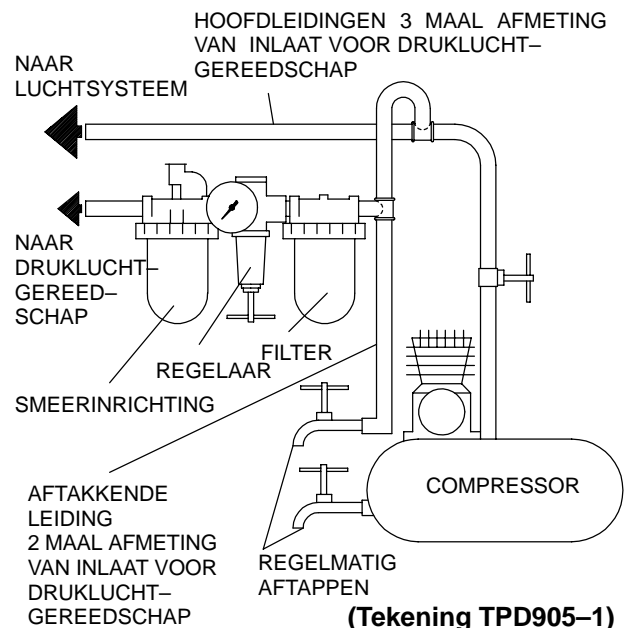 HOOFDLEIDINGEN 3 MAAL AFMETING
VAN INLAAT VOOR DRUKLUCHT–
GEREEDSCHAP
NAAR
LUCHTSYSTEEM
NAAR
DRUKLUCHT–
GEREED–
SCHAP
REGELAAR
FILTER
SMEERINRICHTING
COMPRESSOR
AFTAKKENDE
LEIDING
2 MAAL AFMETING
VAN INLAAT VOOR
DRUKLUCHT–
GEREEDSCHAP
REGELMATIG
AFTAPPEN
(Tekening TPD905–1)